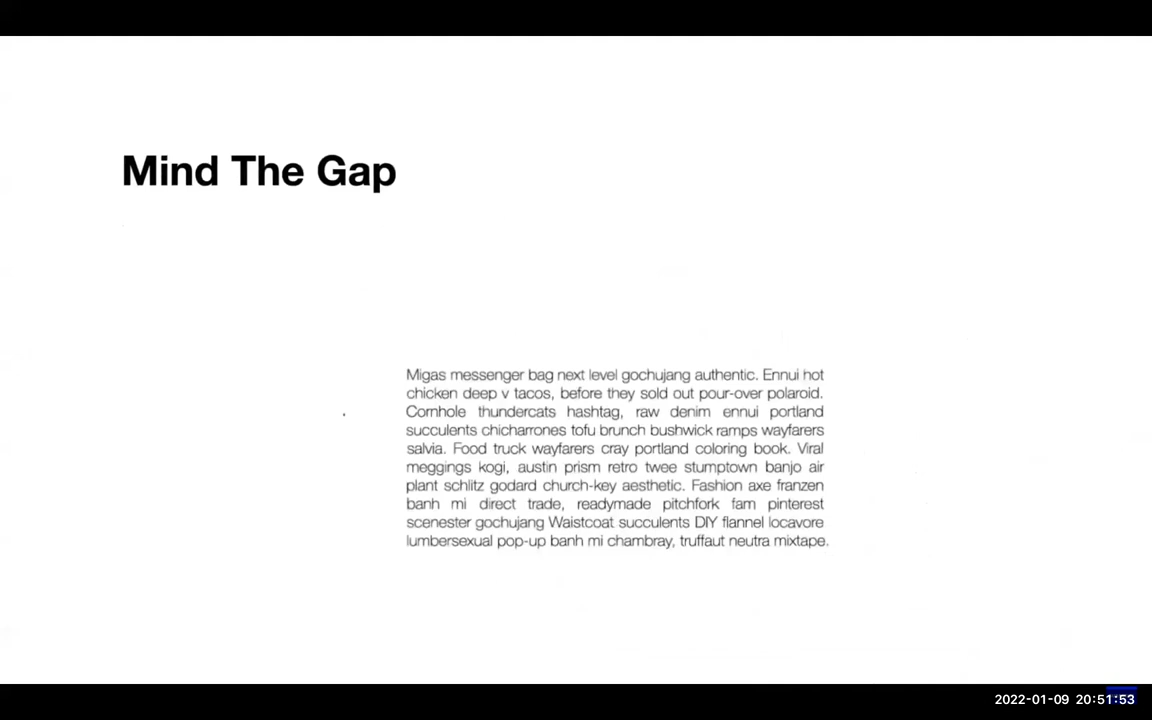 Mind The Gap
Migas messenger bag next level gochujang authentic. Ennui hot
chicken deep v tacos, before they sold out pour-over polaroid.
Cornhole thundercats hashtag, raw denim ennui portland
succulents chicharrones tofu brunch bushwick ramps wayfarers
salvia. Food truck wayfarers cray portland coloring book. Viral
meggings kogi, austin prism retro twee stumptown banjo air
plant schlitz godard church-key aesthetic. Fashion axe franzen
banh mi direct trade, readymade pitchfork fam pinterest
scenester gochujang Waistcoat succulents DIY flannel locavore
lumbersexual pop-up banh mi chambray, truffaut neutra mixtape.
2022-01-09 20:51:53